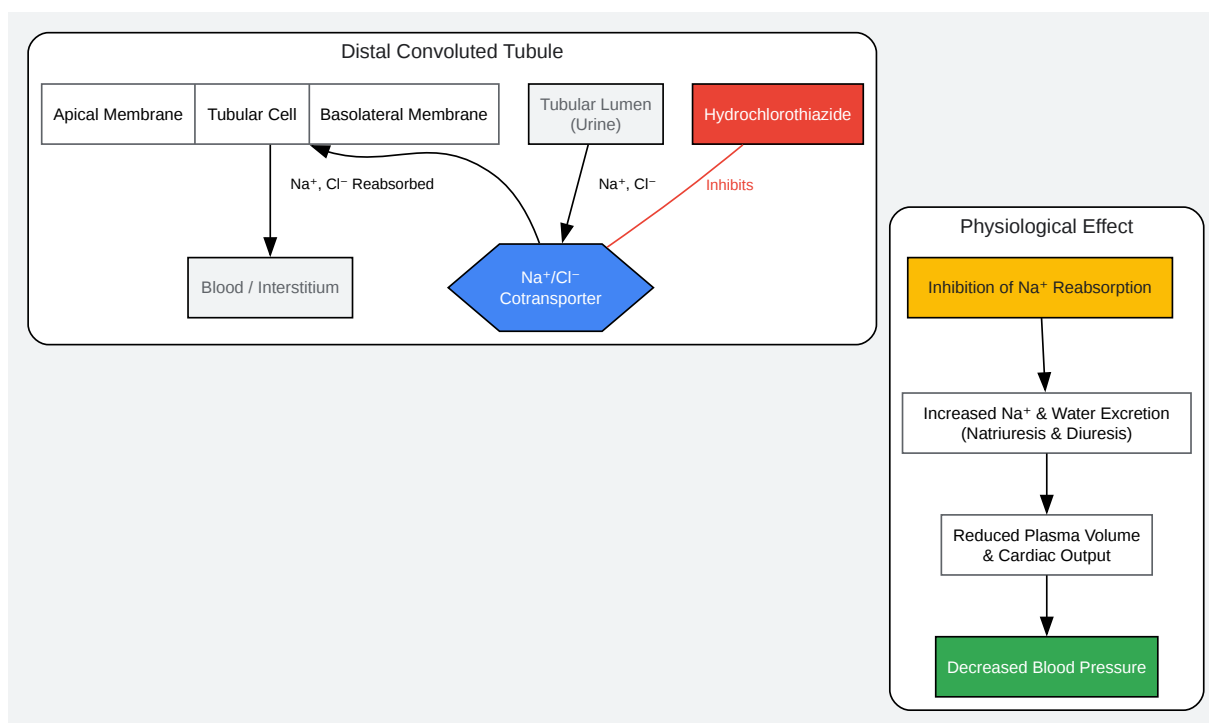 Distal Convoluted Tubule
Apical Membrane
Tubular Cell
Basolateral Membrane
Tubular Lumen
(Urine)
Hydrochlorothiazide
Na⁺, Cl⁻ Reabsorbed
Na⁺, Cl⁻
Inhibits
Blood / Interstitium
Na⁺/Cl⁻
Cotransporter
Physiological Effect
Inhibition of Na⁺ Reabsorption
Increased Na⁺ & Water Excretion
(Natriuresis & Diuresis)
Reduced Plasma Volume
& Cardiac Output
Decreased Blood Pressure